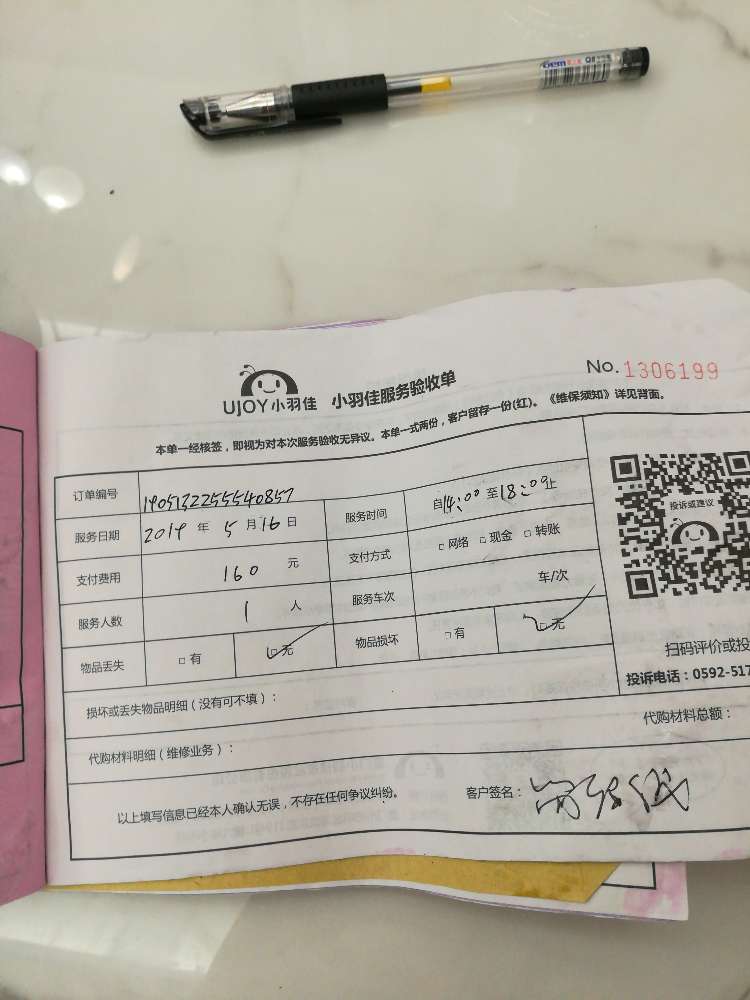 Gem
UJOY小羽佳 小羽佳服务验收单
No. 1306199
本单一经核签，即视为对本次服务验收无异议。本单一式两份，客户留存一份(红)。《维保须知》详见背面。
订单编号 190513225554085?
服务日期 2019 年 5 月 16 日 服务时间 自14:00 至18:00止
支付费用 160 元 支付方式 □ 网络 □ 现金 □ 转账
服务人数 1 人 服务车次 车/次
物品丢失 □ 有 □ 无 物品损坏 □ 有 □ 无
投诉或建议
扫码评价或投
投诉电话：0592-517
损坏或丢失物品明细（没有可不填）：
代购材料明细（维修业务）： 代购材料总额：
以上填写信息已经本人确认无误，不存在任何争议纠纷。 客户签名：